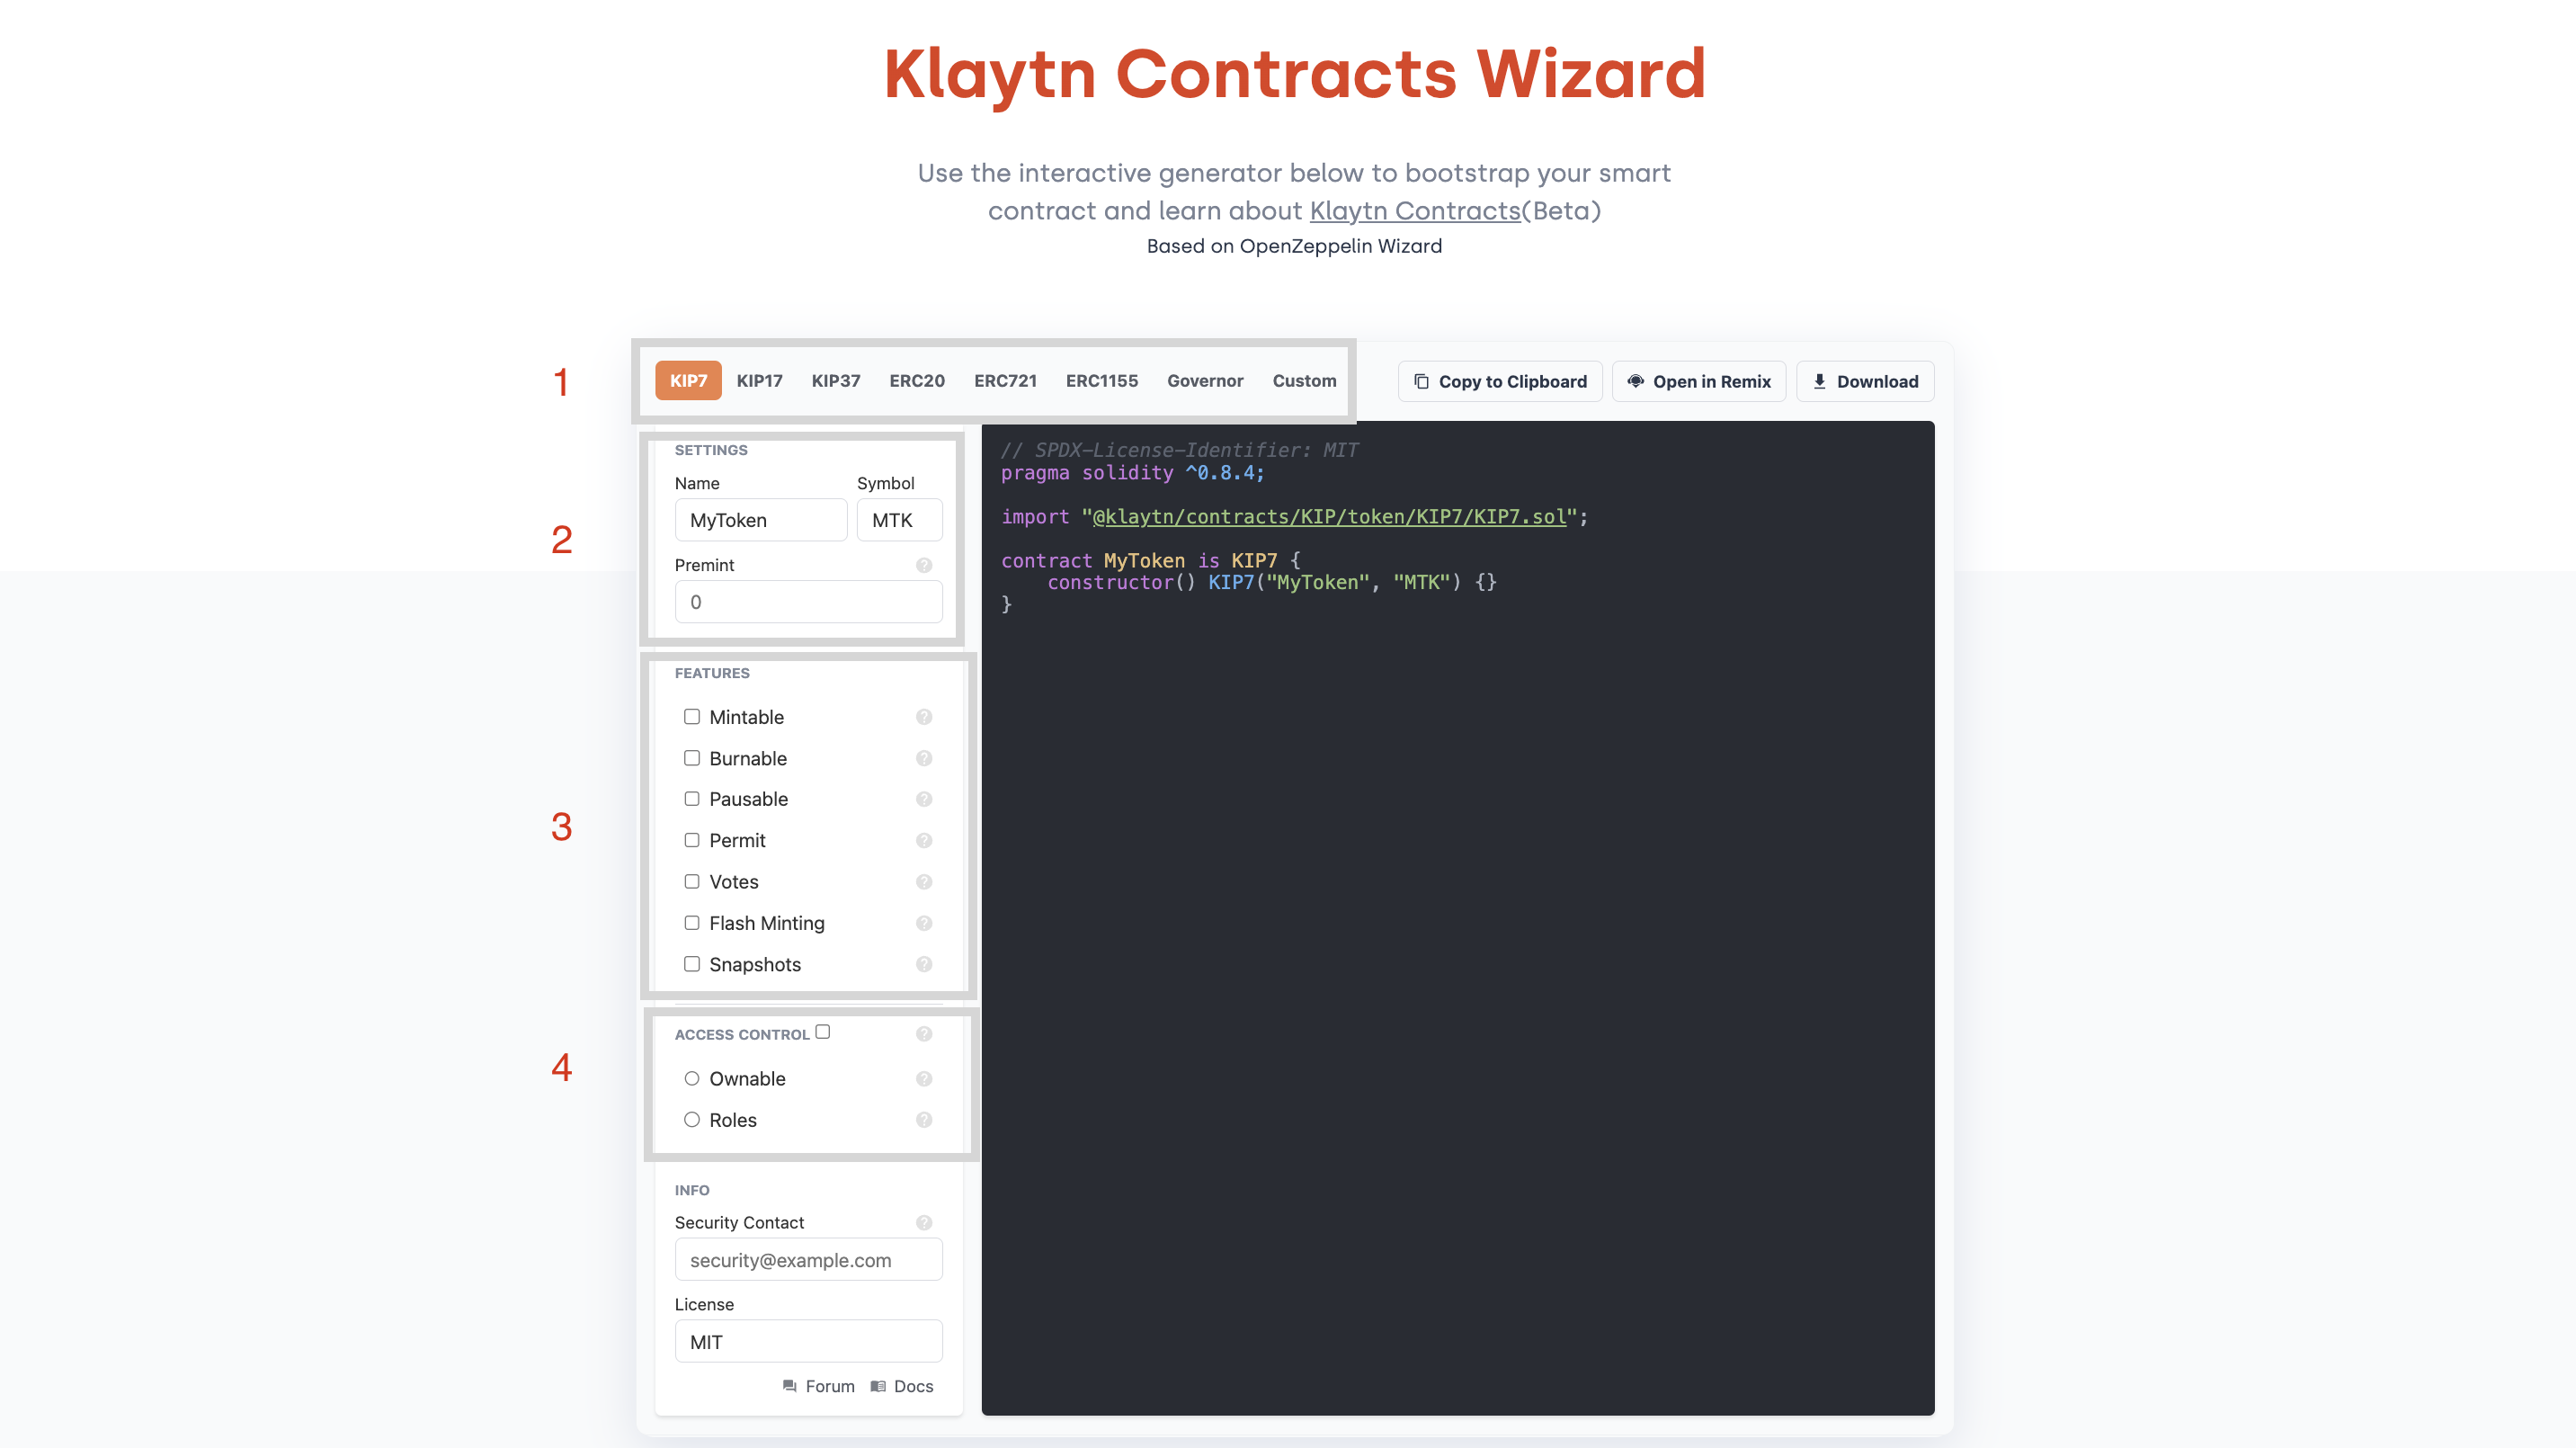 Klaytn Contracts Wizard
Use the interactive generator below to bootstrap your smart
contract and learn about Klaytn Contracts(Beta)
Based on OpenZeppelin Wizard
1
KIP7 KIP17 KIP37 ERC20 ERC721 ERC1155 Governor Custom
Copy to Clipboard Open in Remix Download
2
SETTINGS
Name Symbol
MyToken MTK
Premint ?
0
3
FEATURES
Mintable ?
Burnable ?
Pausable ?
Permit ?
Votes ?
Flash Minting ?
Snapshots ?
4
ACCESS CONTROL ?
Ownable ?
Roles ?
INFO
Security Contact ?
security@example.com
License
MIT
Forum Docs
// SPDX-License-Identifier: MIT
pragma solidity ^0.8.4;
import "@klaytn/contracts/KIP/token/KIP7/KIP7.sol";
contract MyToken is KIP7 {
constructor() KIP7("MyToken", "MTK") {}
}